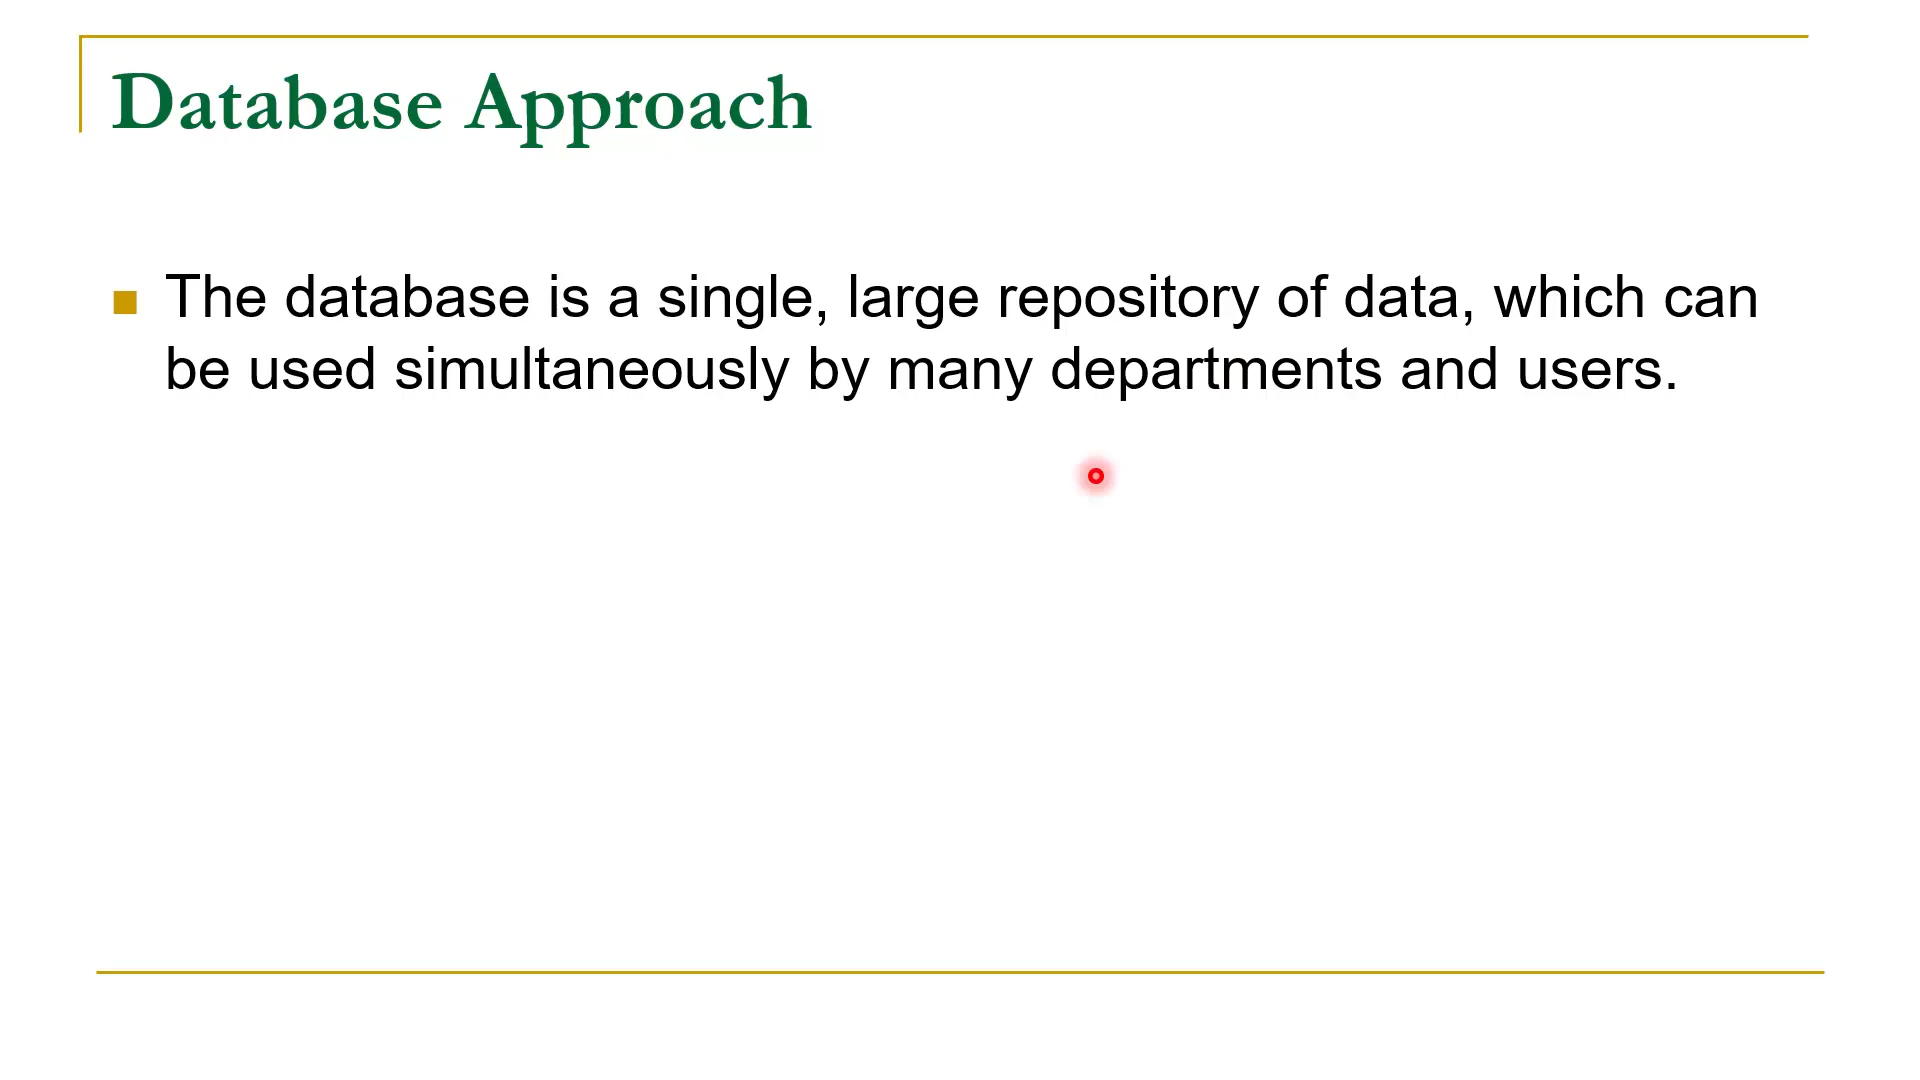 Database Approach
The database is a single, large repository of data, which can
be used simultaneously by many departments and users.